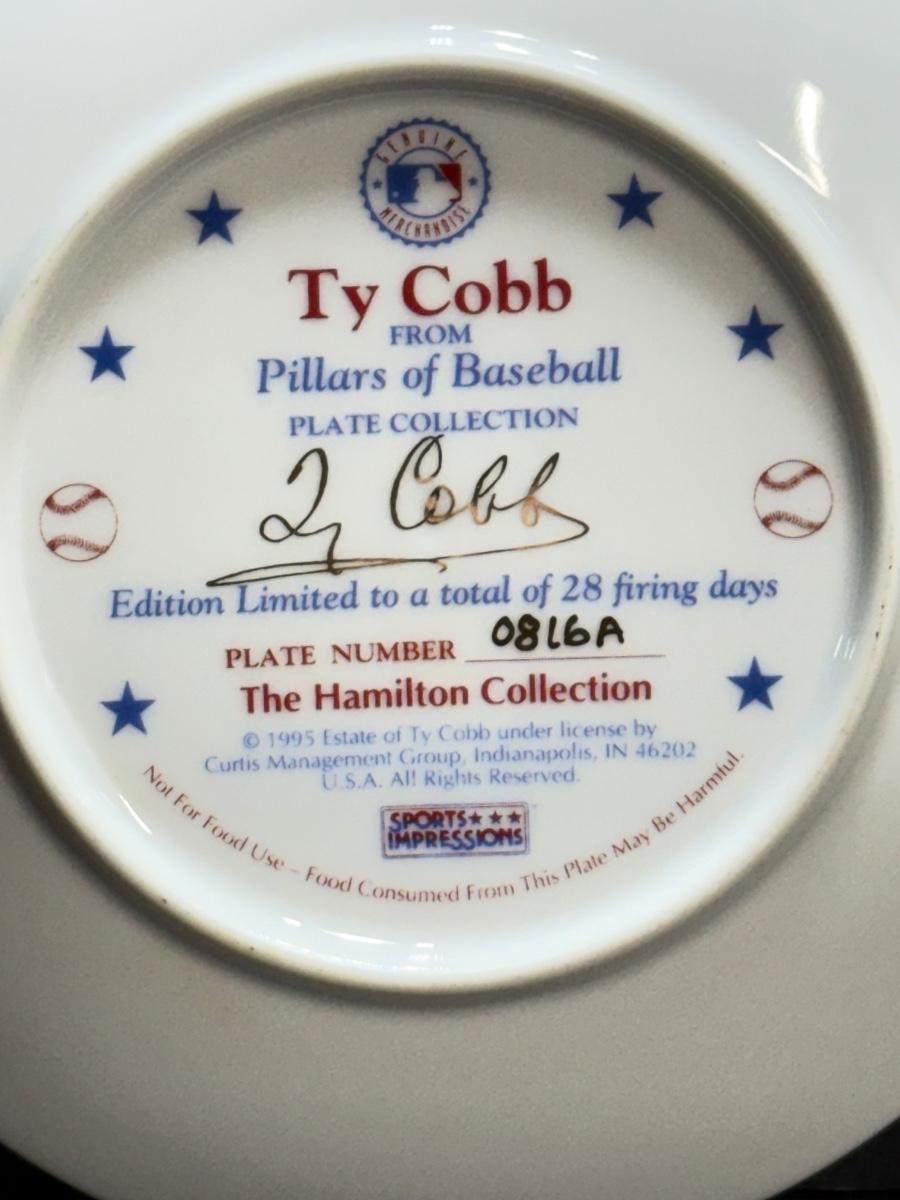 GENUINE
MERCHANDISE
Ty Cobb
FROM
Pillars of Baseball
PLATE COLLECTION
Ty Cobb
Edition Limited to a total of 28 firing days
PLATE NUMBER 0816A
The Hamilton Collection
© 1995 Estate of Ty Cobb under license by
Curtis Management Group, Indianapolis, IN 46202
U.S.A. All Rights Reserved.
SPORTS★★★
IMPRESSIONS™
Not For Food Use – Food Consumed From This Plate May Be Harmful.